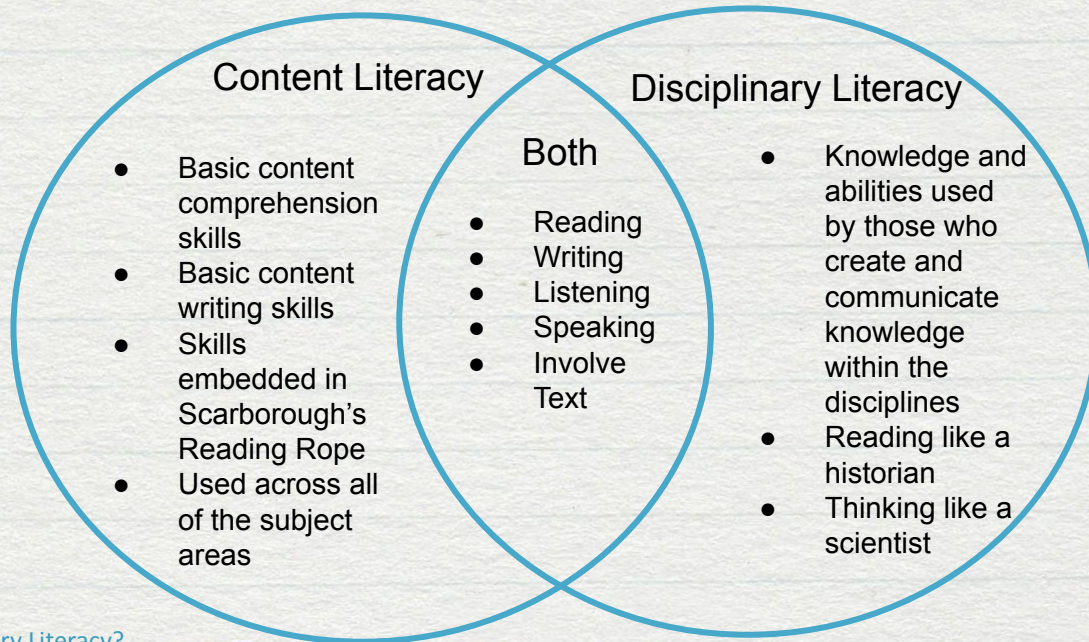 Content Literacy
● Basic content
comprehension
skills
● Basic content
writing skills
● Skills
embedded in
Scarborough's
Reading Rope
● Used across all
of the subject
areas
Both
● Reading
● Writing
● Listening
● Speaking
● Involve
Text
Disciplinary Literacy
● Knowledge and
abilities used
by those who
create and
communicate
knowledge
within the
disciplines
● Reading like a
historian
● Thinking like a
scientist
Literacy?